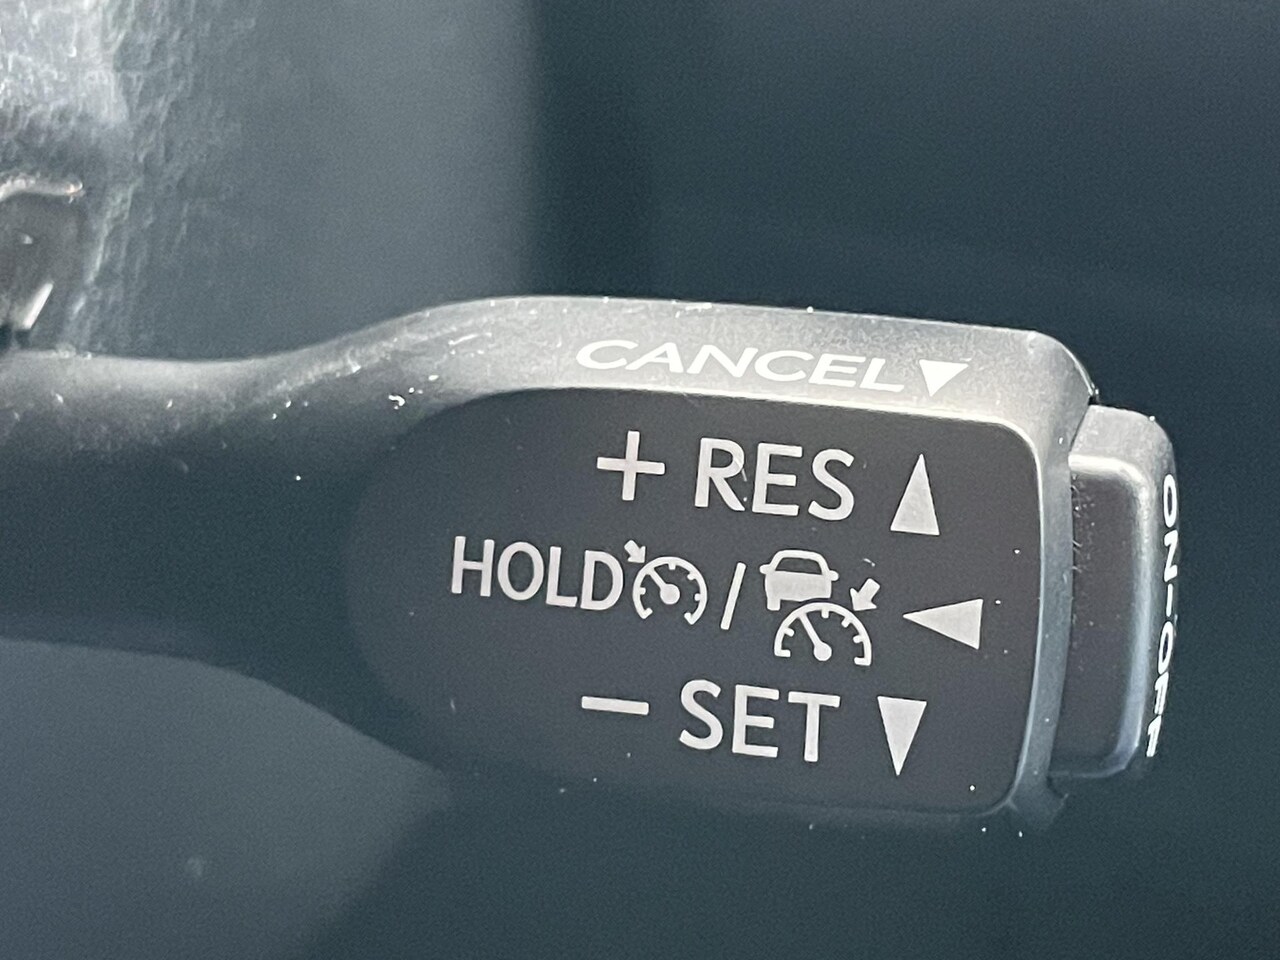 CANCEL▼
+ RES ▲
HOLD / ◀
− SET ▼
ON-OFF